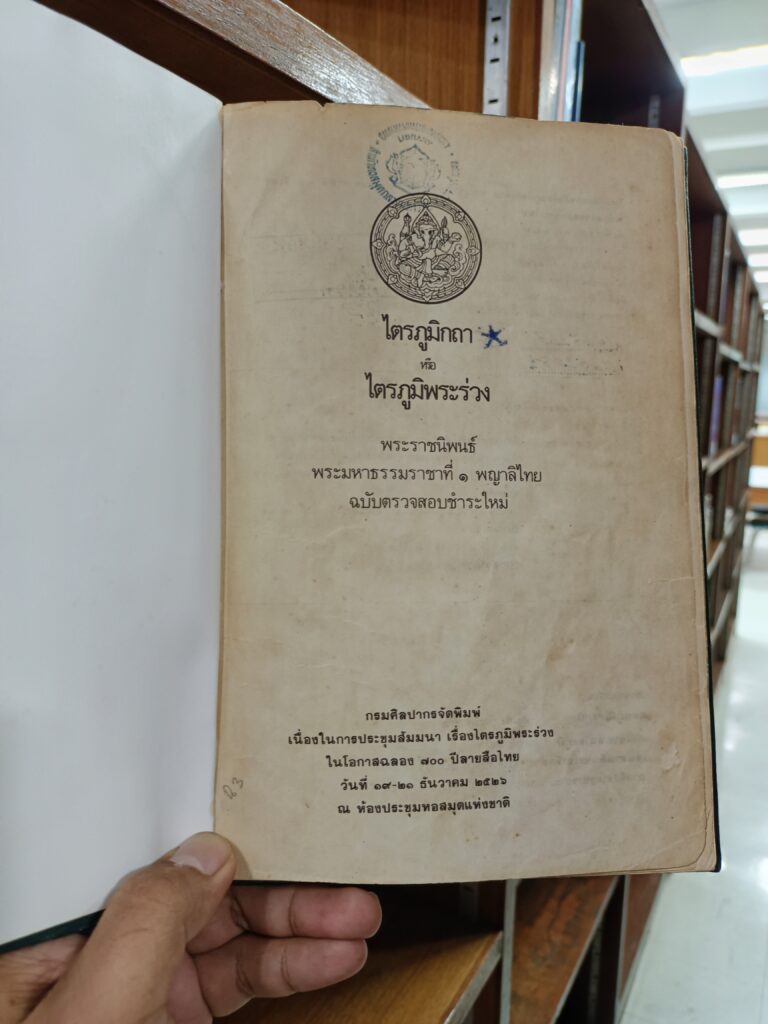 LIBRARY
ไตรภูมิกถา
หรือ
ไตรภูมิพระร่วง
พระราชนิพนธ์
พระมหาธรรมราชาที่ ๑ พญาลิไทย
ฉบับตรวจสอบชำระใหม่
กรมศิลปากรจัดพิมพ์
เนื่องในการประชุมสัมมนา เรื่องไตรภูมิพระร่วง
ในโอกาสฉลอง ๗๐๐ ปีลายสือไทย
วันที่ ๑๙-๒๑ ธันวาคม ๒๕๒๖
ณ ห้องประชุมหอสมุดแห่งชาติ
ฉ3